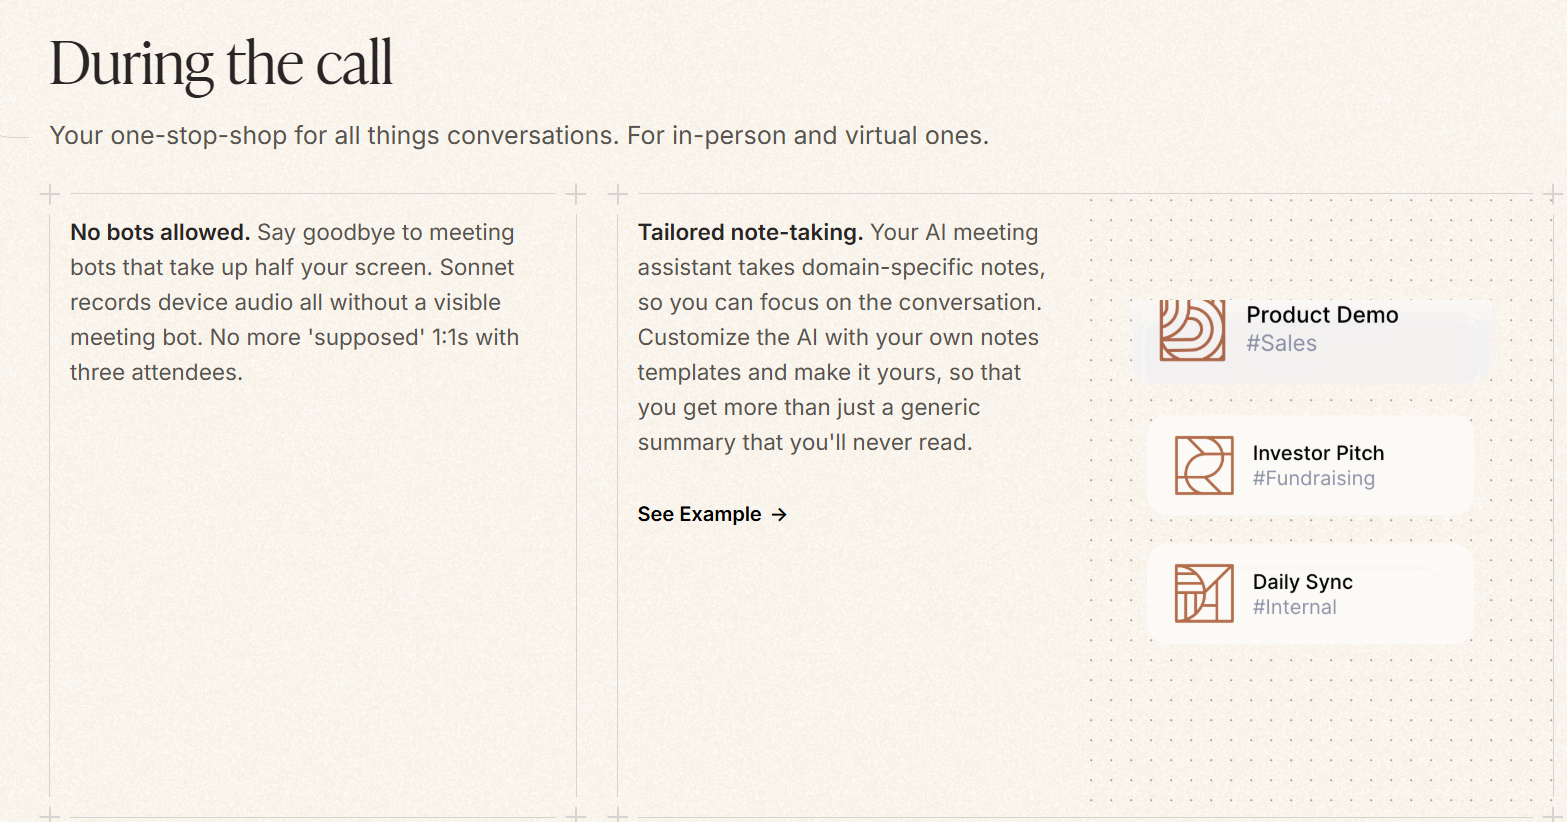 During the call
Your one-stop-shop for all things conversations. For in-person and virtual ones.
No bots allowed. Say goodbye to meeting
bots that take up half your screen. Sonnet
records device audio all without a visible
meeting bot. No more 'supposed' 1:1s with
three attendees.
Tailored note-taking. Your AI meeting
assistant takes domain-specific notes,
so you can focus on the conversation.
Customize the AI with your own notes
templates and make it yours, so that
you get more than just a generic
summary that you'll never read.
See Example →
Product Demo
#Sales
Investor Pitch
#Fundraising
Daily Sync
#Internal